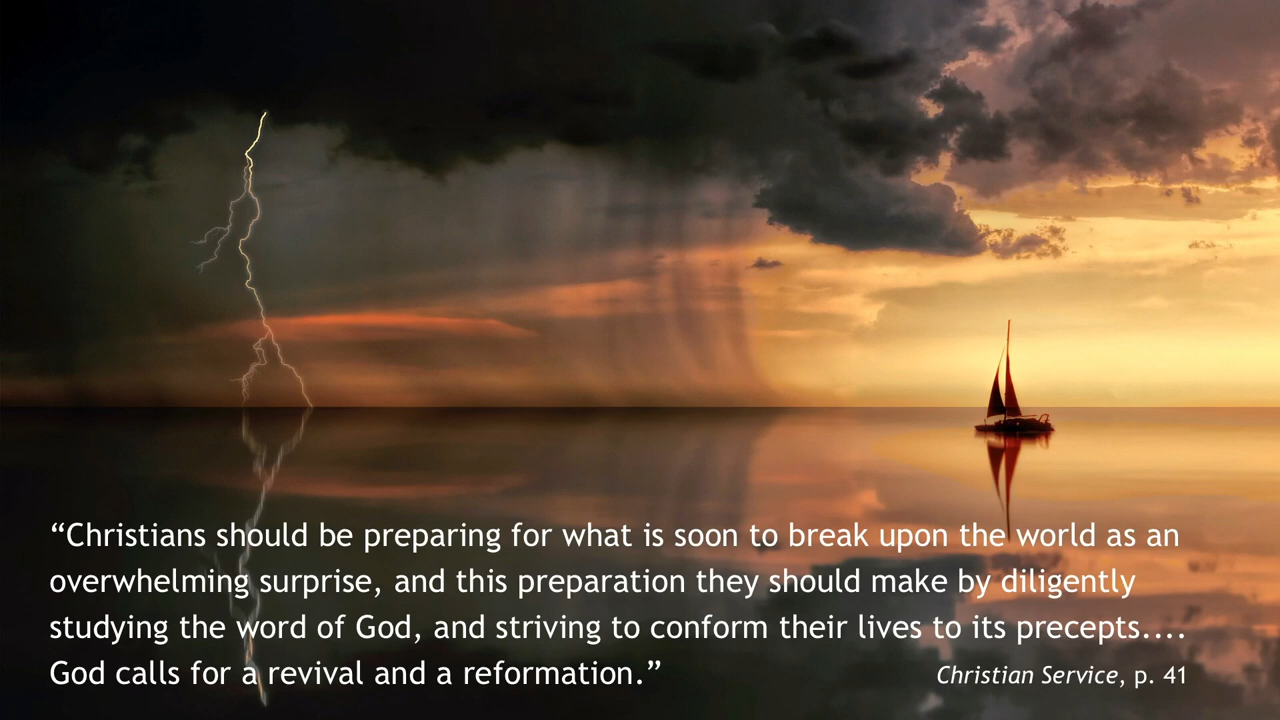 “Christians should be preparing for what is soon to break upon the world as an
overwhelming surprise, and this preparation they should make by diligently
studying the word of God, and striving to conform their lives to its precepts....
God calls for a revival and a reformation.” Christian Service, p. 41